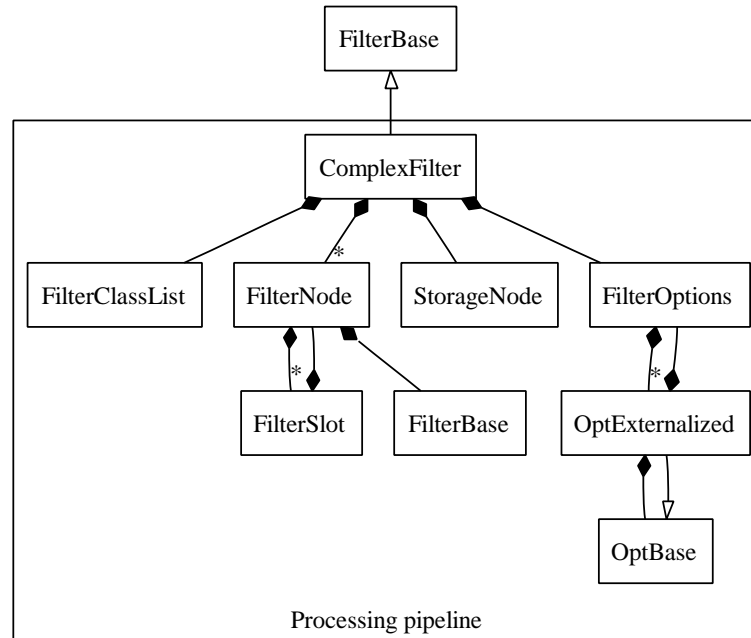 FilterBase
ComplexFilter
*
FilterClassList
FilterNode
StorageNode
FilterOptions
*
*
FilterSlot
FilterBase
OptExternalized
OptBase
Processing pipeline